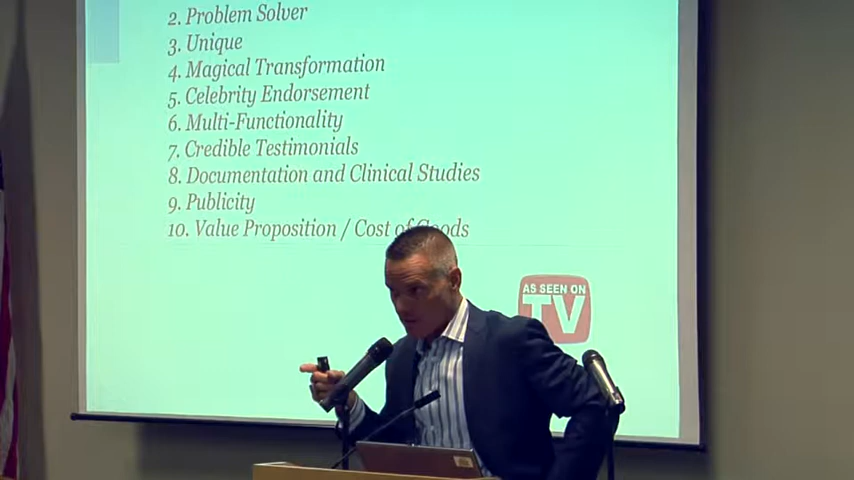 2. Problem Solver
3. Unique
4. Magical Transformation
5. Celebrity Endorsement
6. Multi-Functionality
7. Credible Testimonials
8. Documentation and Clinical Studies
9. Publicity
10. Value Proposition / Cost of Goods
AS SEEN ON
TV